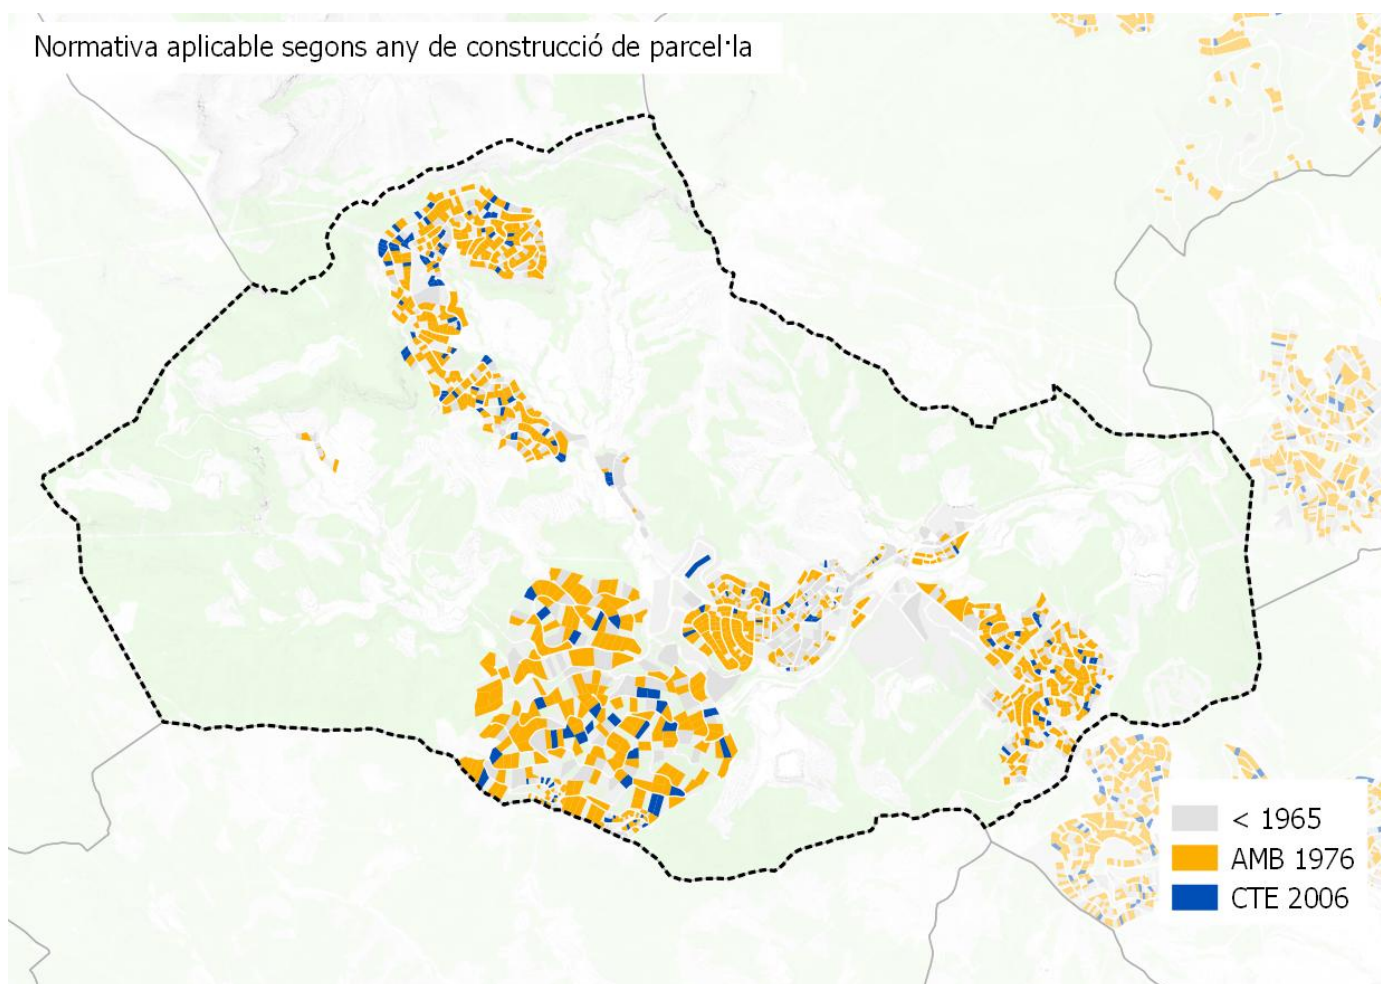 Normativa aplicable segons any de construcció de parcel·la
< 1965
AMB 1976
CTE 2006